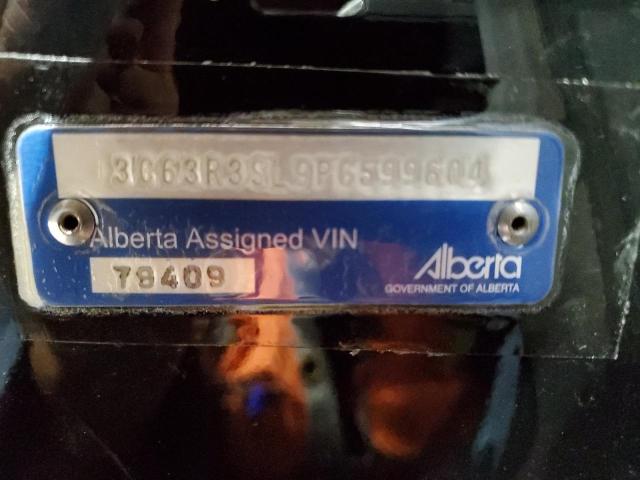 3C63R3SL9PG599604
Alberta Assigned VIN
79409
Alberta
GOVERNMENT OF ALBERTA